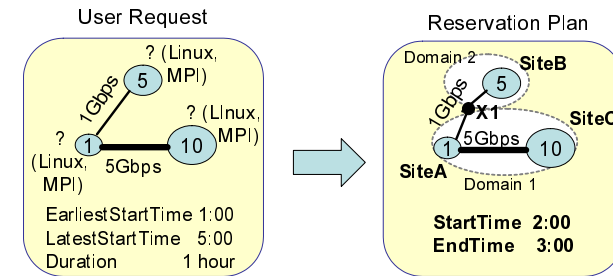 User Request
? (Linux,
MPI)
5
1Gbps
? (LInux,
MPI)
?
1
10
(Linux,
MPI)
5Gbps
EarliestStartTime 1:00
LatestStartTime 5:00
Duration 1 hour
Reservation Plan
Domain 2
SiteB
5
1Gbps
X1
SiteC
5Gbps
1
10
SiteA
Domain 1
StartTime 2:00
EndTime 3:00